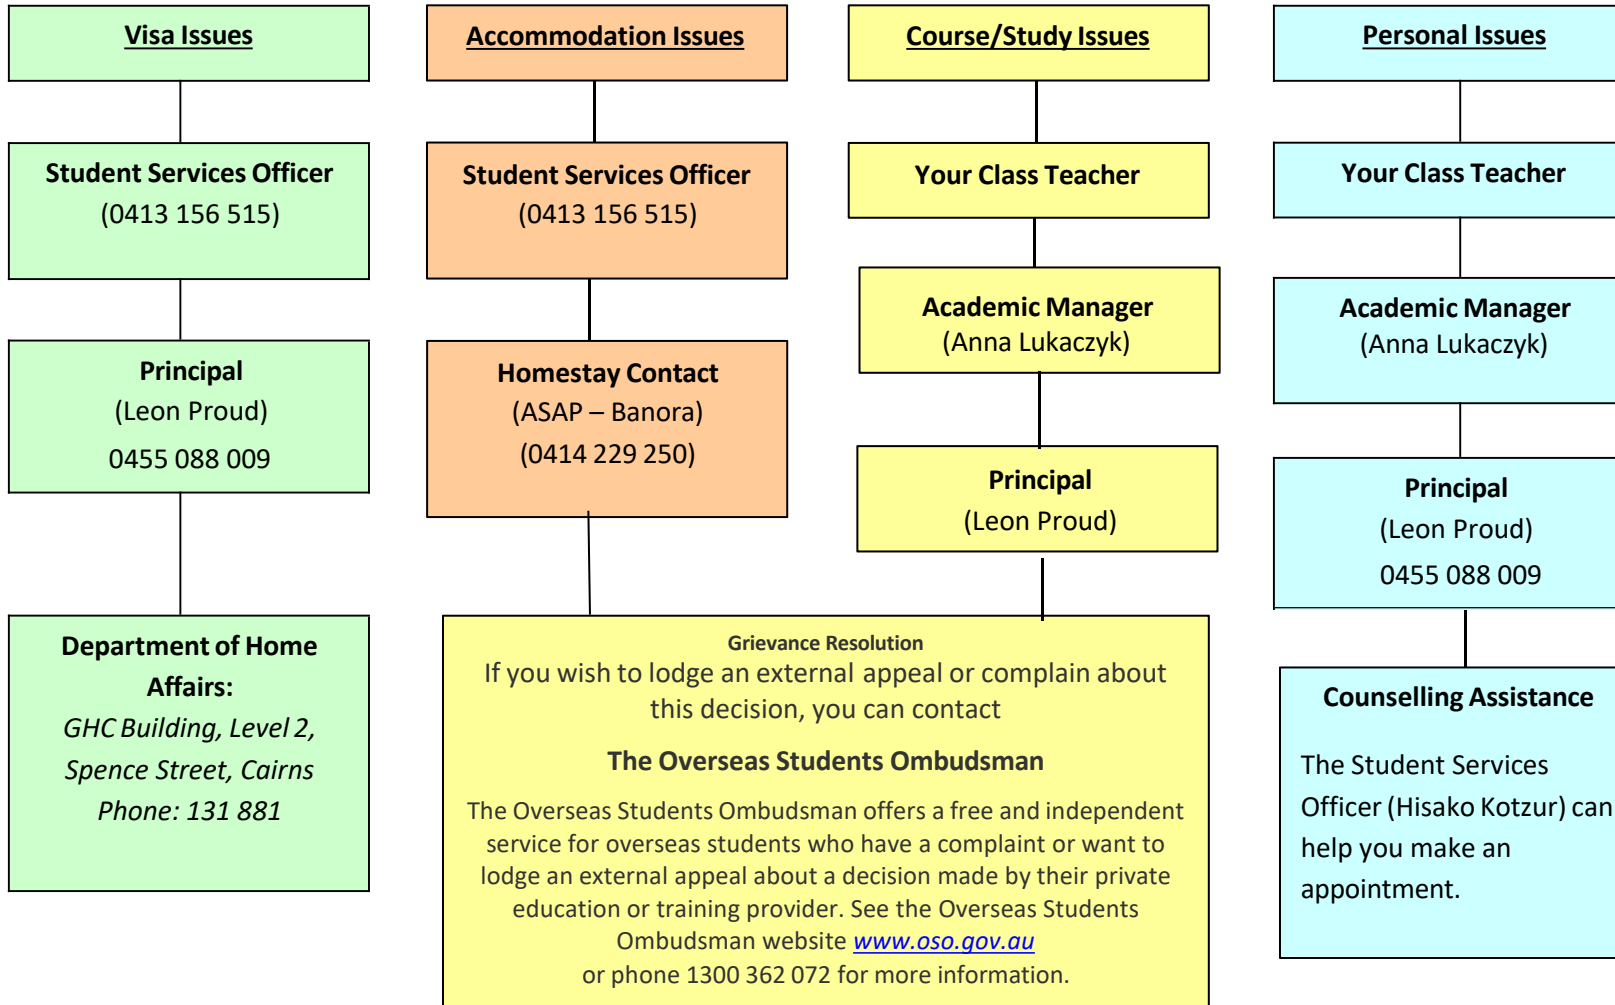 Visa Issues
Student Services Officer
(0413 156 515)
Principal
(Leon Proud)
0455 088 009
Department of Home
Affairs:
GHC Building, Level 2,
Spence Street, Cairns
Phone: 131 881
Accommodation Issues
Student Services Officer
(0413 156 515)
Homestay Contact
(ASAP – Banora)
(0414 229 250)
Course/Study Issues
Your Class Teacher
Academic Manager
(Anna Lukaczyk)
Principal
(Leon Proud)
Grievance Resolution
If you wish to lodge an external appeal or complain about
this decision, you can contact
The Overseas Students Ombudsman
The Overseas Students Ombudsman offers a free and independent
service for overseas students who have a complaint or want to
lodge an external appeal about a decision made by their private
education or training provider. See the Overseas Students
Ombudsman website www.oso.gov.au
or phone 1300 362 072 for more information.
Personal Issues
Your Class Teacher
Academic Manager
(Anna Lukaczyk)
Principal
(Leon Proud)
0455 088 009
Counselling Assistance
The Student Services
Officer (Hisako Kotzur) can
help you make an
appointment.